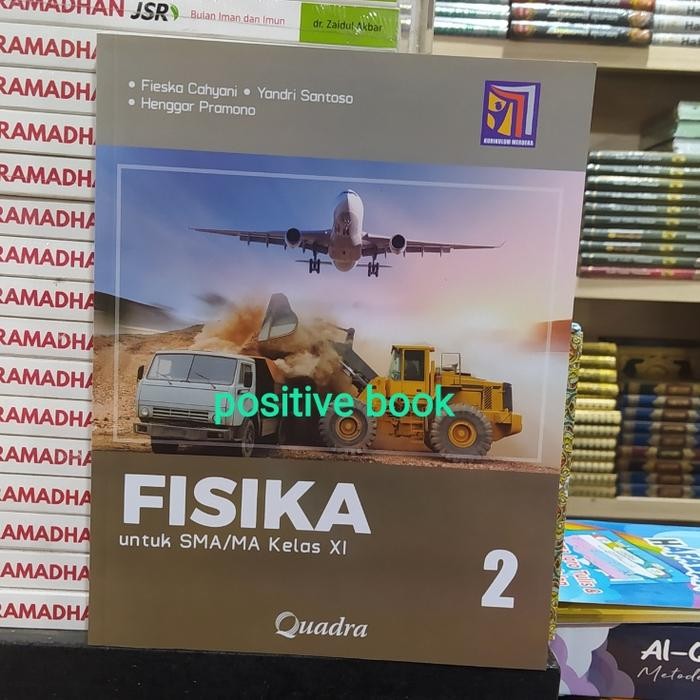 RAMADHAN
JSR
Bulan Iman dan Imun
dr. Zaidul Akbar
RAMADHA
RAMADHA
RAMADHA
RAMADHA
RAMADHA
RAMADHA
RAMADHA
RAMADHA
RAMADHA
RAMADHA
RAMADHA
RAMADHA
RAMADHA
RAMADHA
• Fieska Cahyani • Yandri Santoso
• Henggar Pramono
KURIKULUM MERDEKA
positive book
FISIKA
untuk SMA/MA Kelas XI
2
Quadra
Al-
Metod